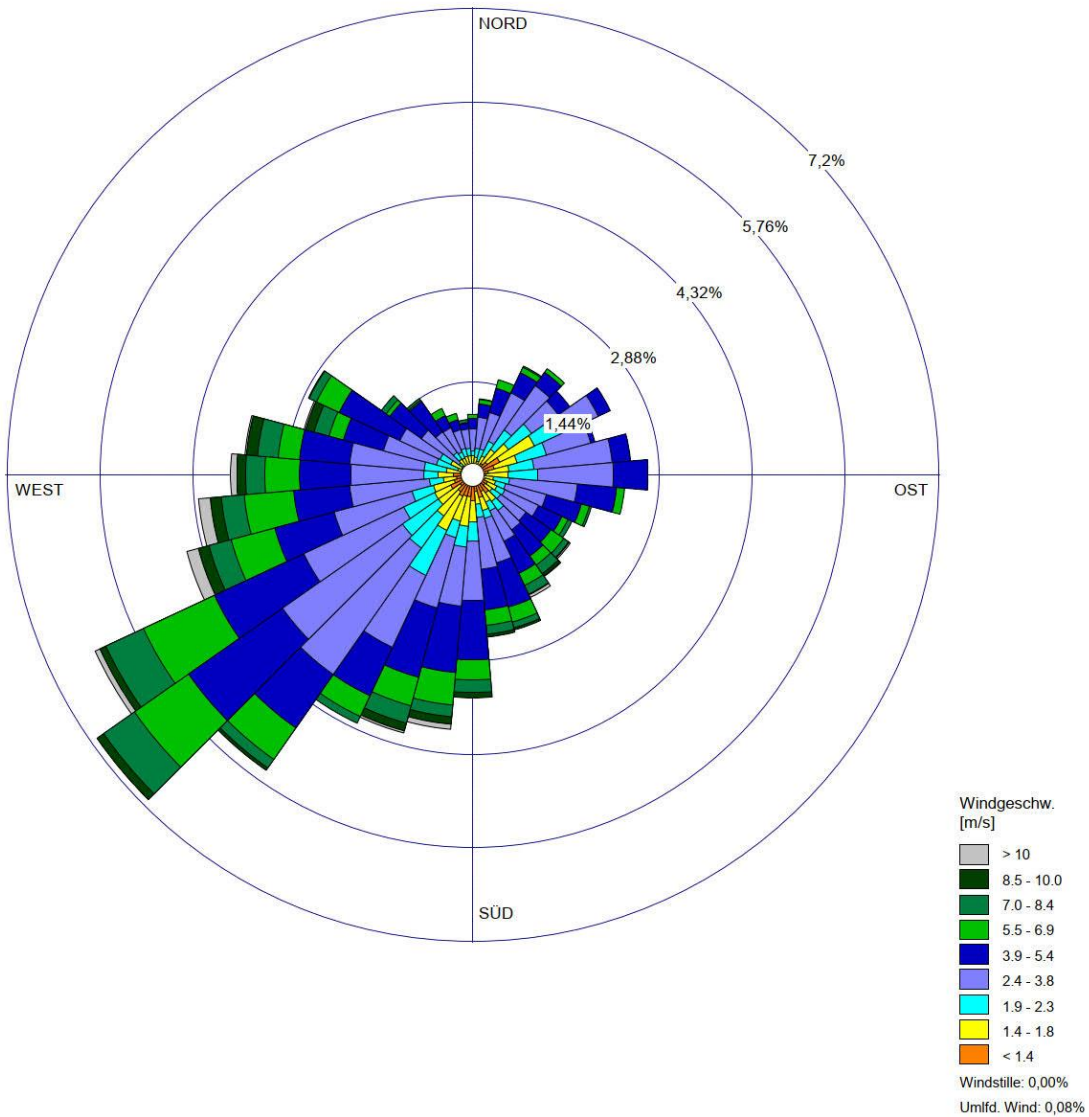 NORD
7,2%
5,76%
4,32%
2,88%
1,44%
WEST
OST
SÜD
Windgeschw.
[m/s]
> 10
8.5 - 10.0
7.0 - 8.4
5.5 - 6.9
3.9 - 5.4
2.4 - 3.8
1.9 - 2.3
1.4 - 1.8
< 1.4
Windstille: 0,00%
Umlfd. Wind: 0,08%